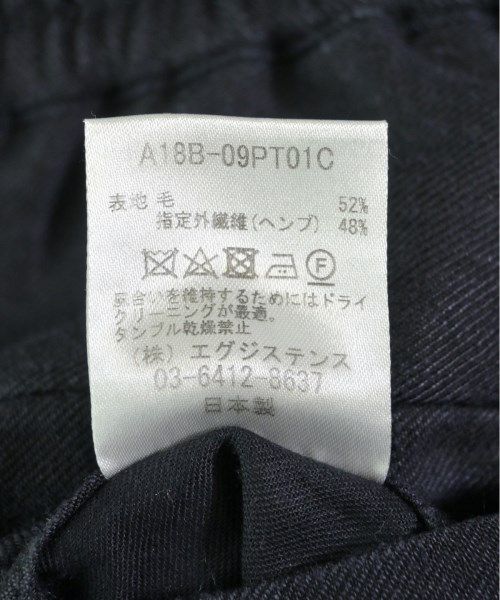 A18B-09PT01C
表地 毛 52%
指定外繊維(ヘンプ) 48%
F
風合いを維持するためにはドライ
クリーニングが最適。
タンブル乾燥禁止
(株) エグジステンス
03-6412-8637
日本製